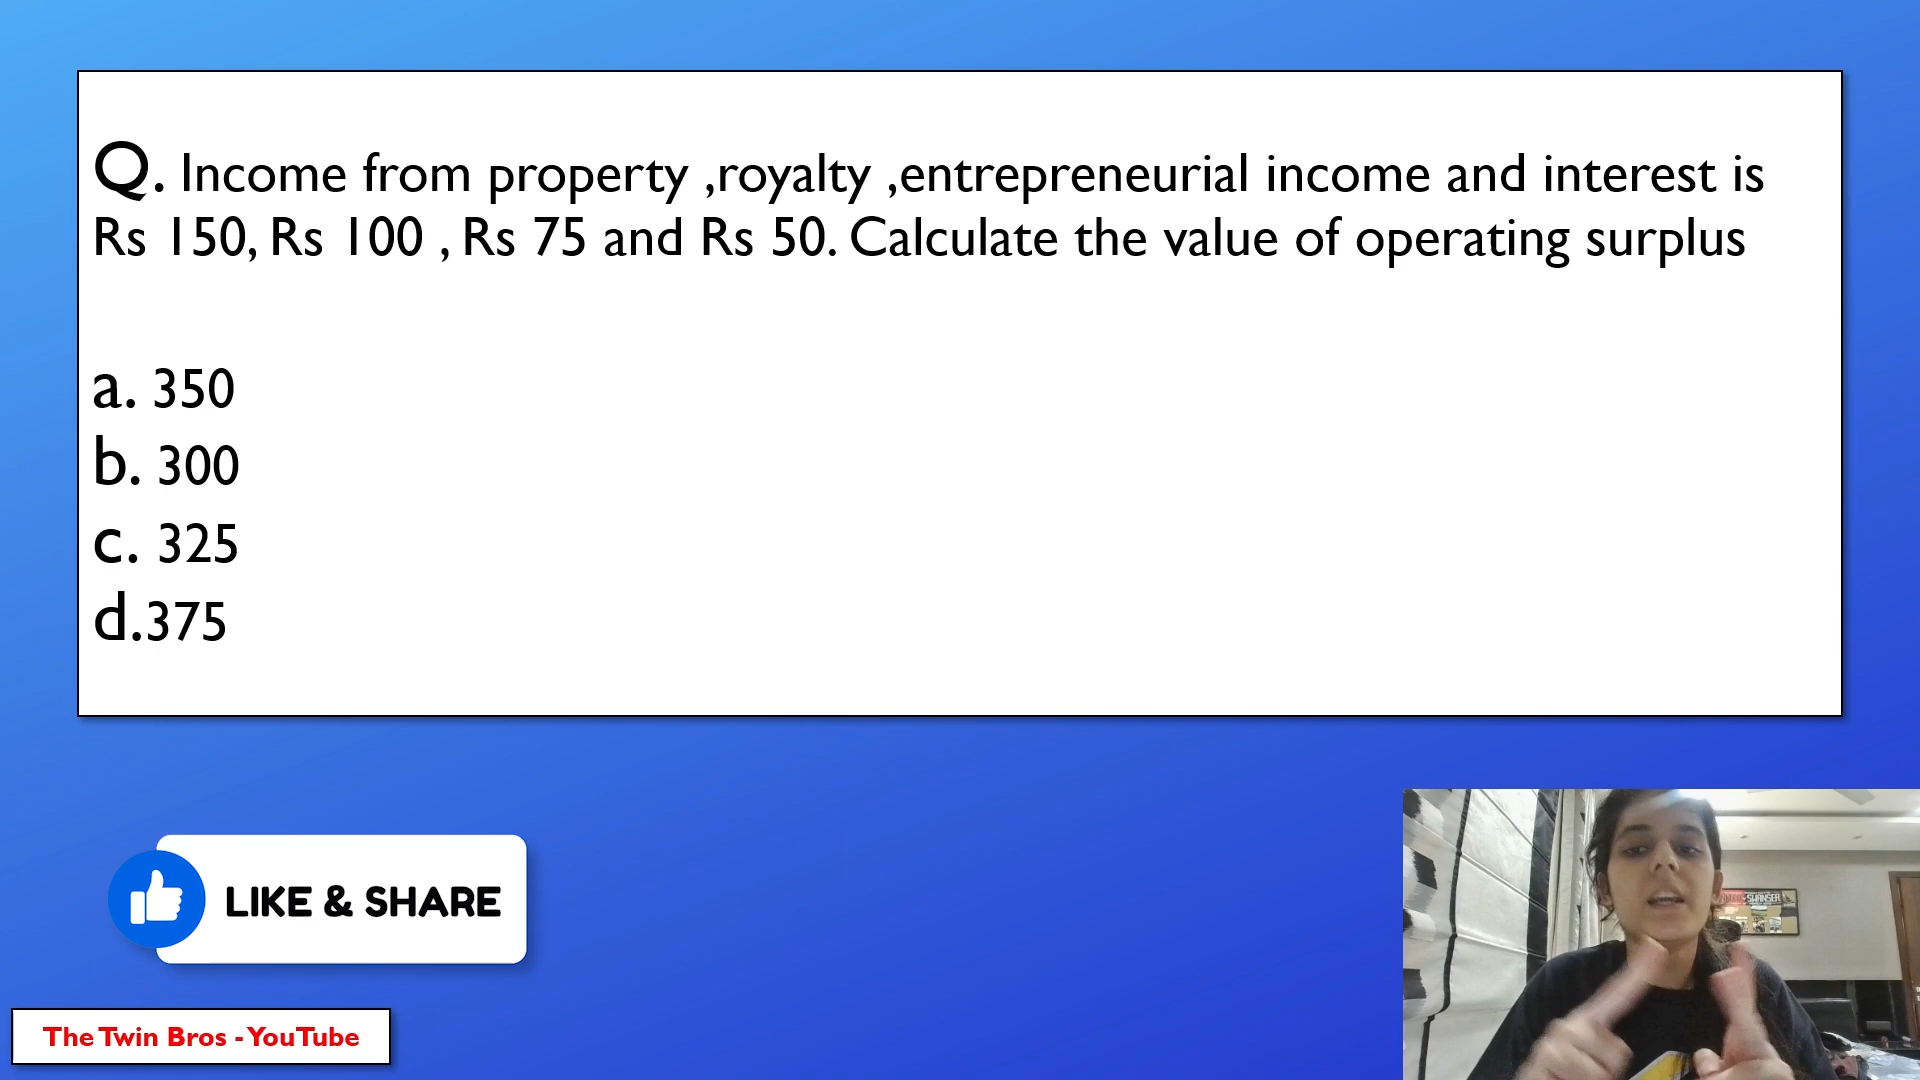 Q. Income from property ,royalty ,entrepreneurial income and interest is
Rs 150, Rs 100 , Rs 75 and Rs 50. Calculate the value of operating surplus
a. 350
b. 300
c. 325
d.375
LIKE & SHARE
The Twin Bros - YouTube